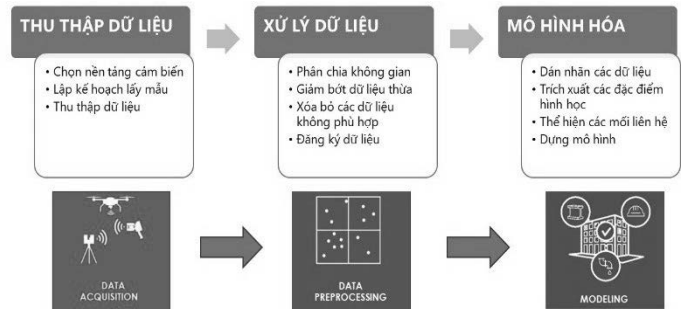 THU THẬP DỮ LIỆU
XỬ LÝ DỮ LIỆU
MÔ HÌNH HÓA
• Chọn nền tảng cảm biến
• Lập kế hoạch lấy mẫu
• Thu thập dữ liệu
• Phân chia không gian
• Giảm bớt dữ liệu thừa
• Xóa bỏ các dữ liệu
không phù hợp
• Đăng ký dữ liệu
• Dán nhãn các dữ liệu
• Trích xuất các đặc điểm
hình học
• Thể hiện các mối liên hệ
• Dựng mô hình
DATA
ACQUISITION
DATA
PREPROCESSING
MODELING